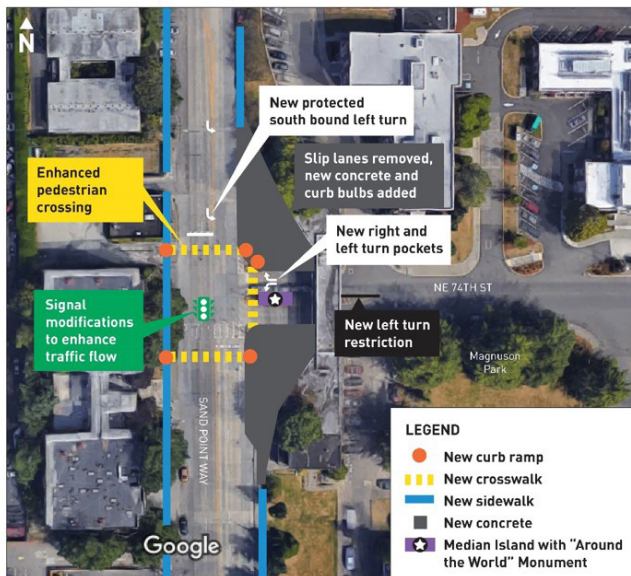 N
New protected
south bound left turn
Enhanced
pedestrian
crossing
Slip lanes removed,
new concrete and
curb bulbs added
New right and
left turn pockets
NE 74TH ST
Signal
modifications
to enhance
traffic flow
New left turn
restriction
Magnuson
Park
SAND POINT WAY
Google
LEGEND
New curb ramp
New crosswalk
New sidewalk
New concrete
Median Island with "Around
the World" Monument